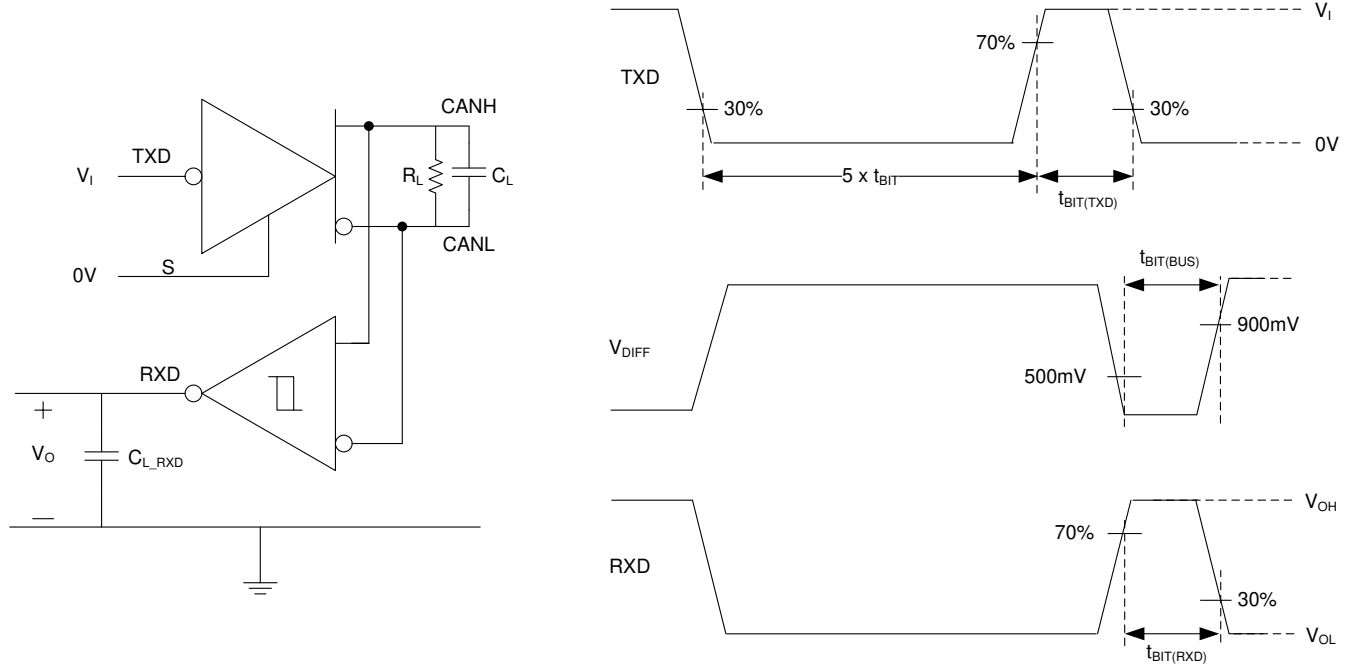 CANH
TXD
V_I
R_L
C_L
CANL
0V
S
RXD
+
V_O
C_L_RXD
—
V_I
70%
TXD
30%
30%
0V
5 x t_BIT
t_BIT(TXD)
t_BIT(BUS)
900mV
V_DIFF
500mV
V_OH
70%
RXD
30%
V_OL
t_BIT(RXD)